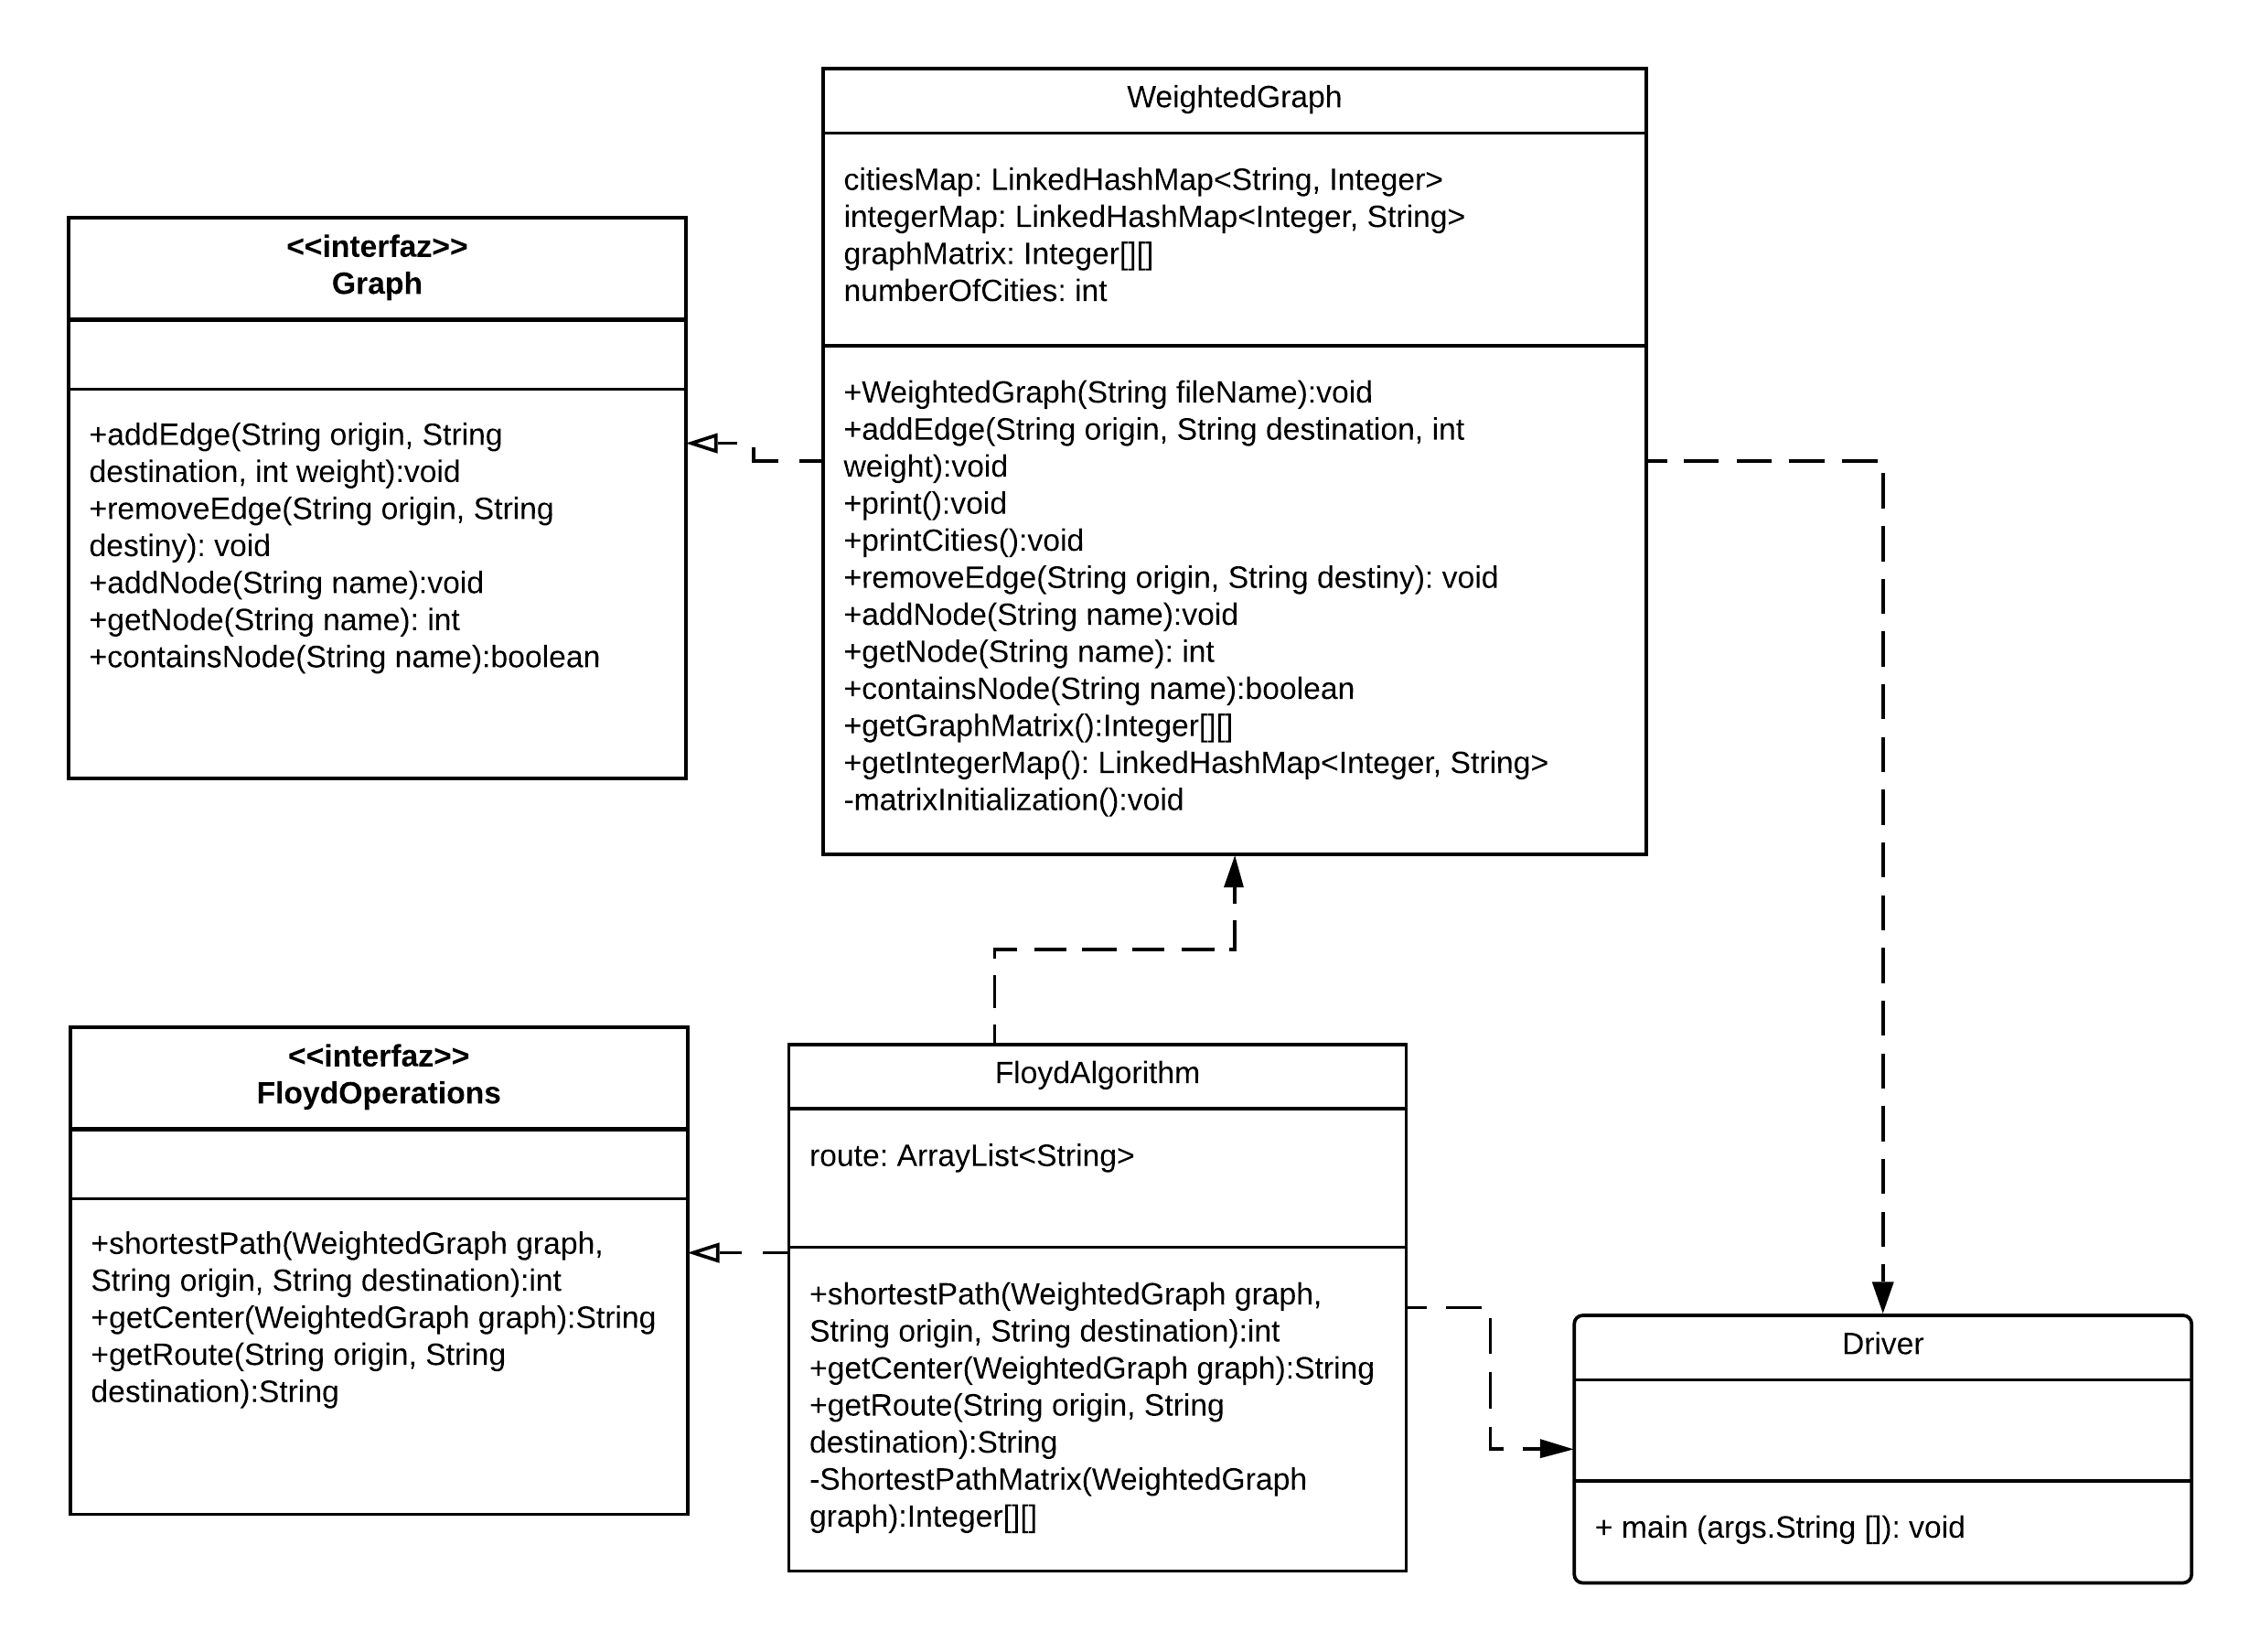 WeightedGraph
citiesMap: LinkedHashMap<String, Integer>
integerMap: LinkedHashMap<Integer, String>
graphMatrix: Integer[][]
numberOfCities: int
+WeightedGraph(String fileName):void
+addEdge(String origin, String destination, int
weight):void
+print():void
+printCities():void
+removeEdge(String origin, String destiny): void
+addNode(String name):void
+getNode(String name): int
+containsNode(String name):boolean
+getGraphMatrix():Integer[][]
+getIntegerMap(): LinkedHashMap<Integer, String>
-matrixInitialization():void
<<interfaz>>
Graph
+addEdge(String origin, String
destination, int weight):void
+removeEdge(String origin, String
destiny): void
+addNode(String name):void
+getNode(String name): int
+containsNode(String name):boolean
<<interfaz>>
FloydOperations
+shortestPath(WeightedGraph graph,
String origin, String destination):int
+getCenter(WeightedGraph graph):String
+getRoute(String origin, String
destination):String
FloydAlgorithm
route: ArrayList<String>
+shortestPath(WeightedGraph graph,
String origin, String destination):int
+getCenter(WeightedGraph graph):String
+getRoute(String origin, String
destination):String
-ShortestPathMatrix(WeightedGraph
graph):Integer[][]
Driver
+ main (args.String []): void